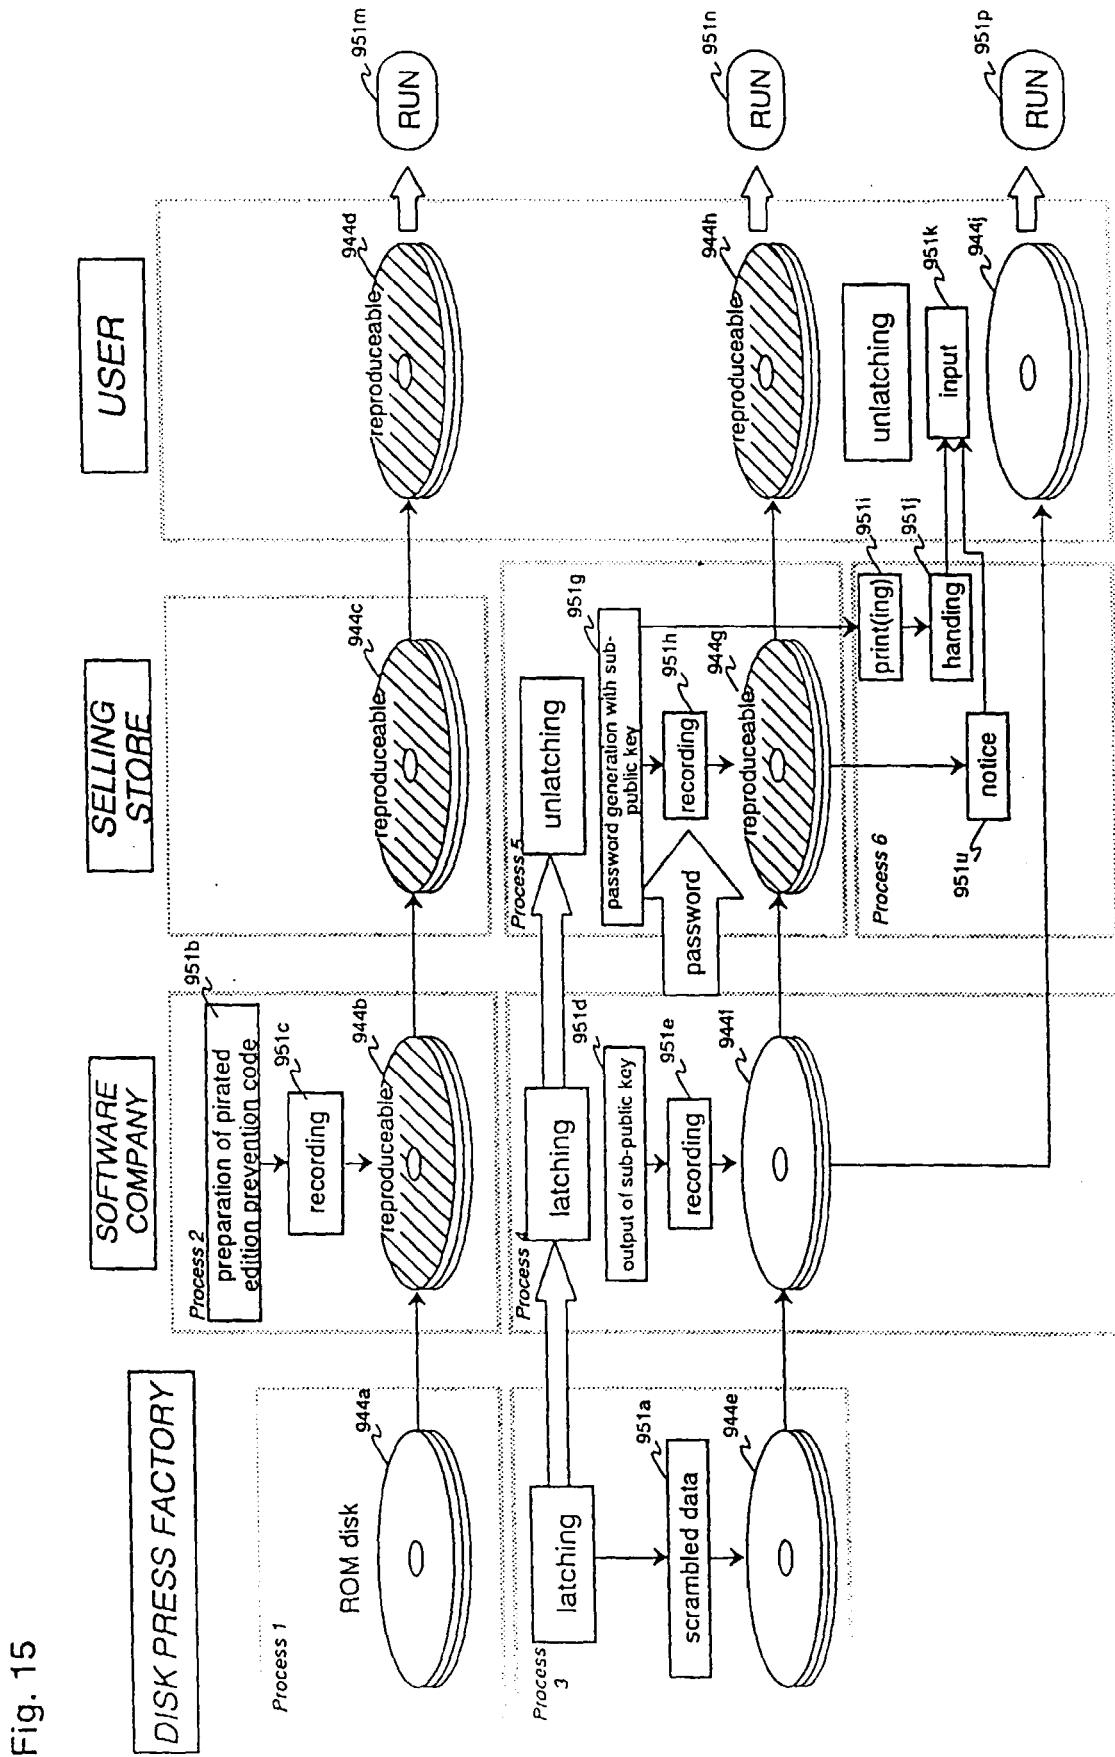 Fig. 15
DISK PRESS FACTORY
SOFTWARE
COMPANY
SELLING
STORE
USER
Process 1
ROM disk
944a
Process 2
951b
preparation of pirated
edition prevention code
951c
recording
944b
reproduceable
944c
reproduceable
944d
reproduceable
951m
RUN
Process
3
latching
951a
scrambled data
944e
Process 4
latching
951d
output of sub-public key
951e
recording
944f
Process 5
unlatching
951g
password generation with sub-
public key
951h
recording
password
944g
reproduceable
944h
reproduceable
951n
RUN
Process 6
951i
print(ing)
951j
handing
notice
951u
unlatching
951k
input
944j
951p
RUN